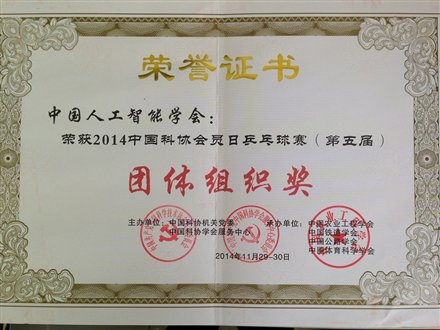 荣誉证书
中国人工智能学会：
荣获2014中国科协会员日乒乓球赛（第五届）
团体组织奖
主办单位：中国科协机关党委 承办单位：中国农业工程学会
中国科协学会服务中心 中国铁道学会
中国公路学会
中国体育科学学会
2014年11月29-30日